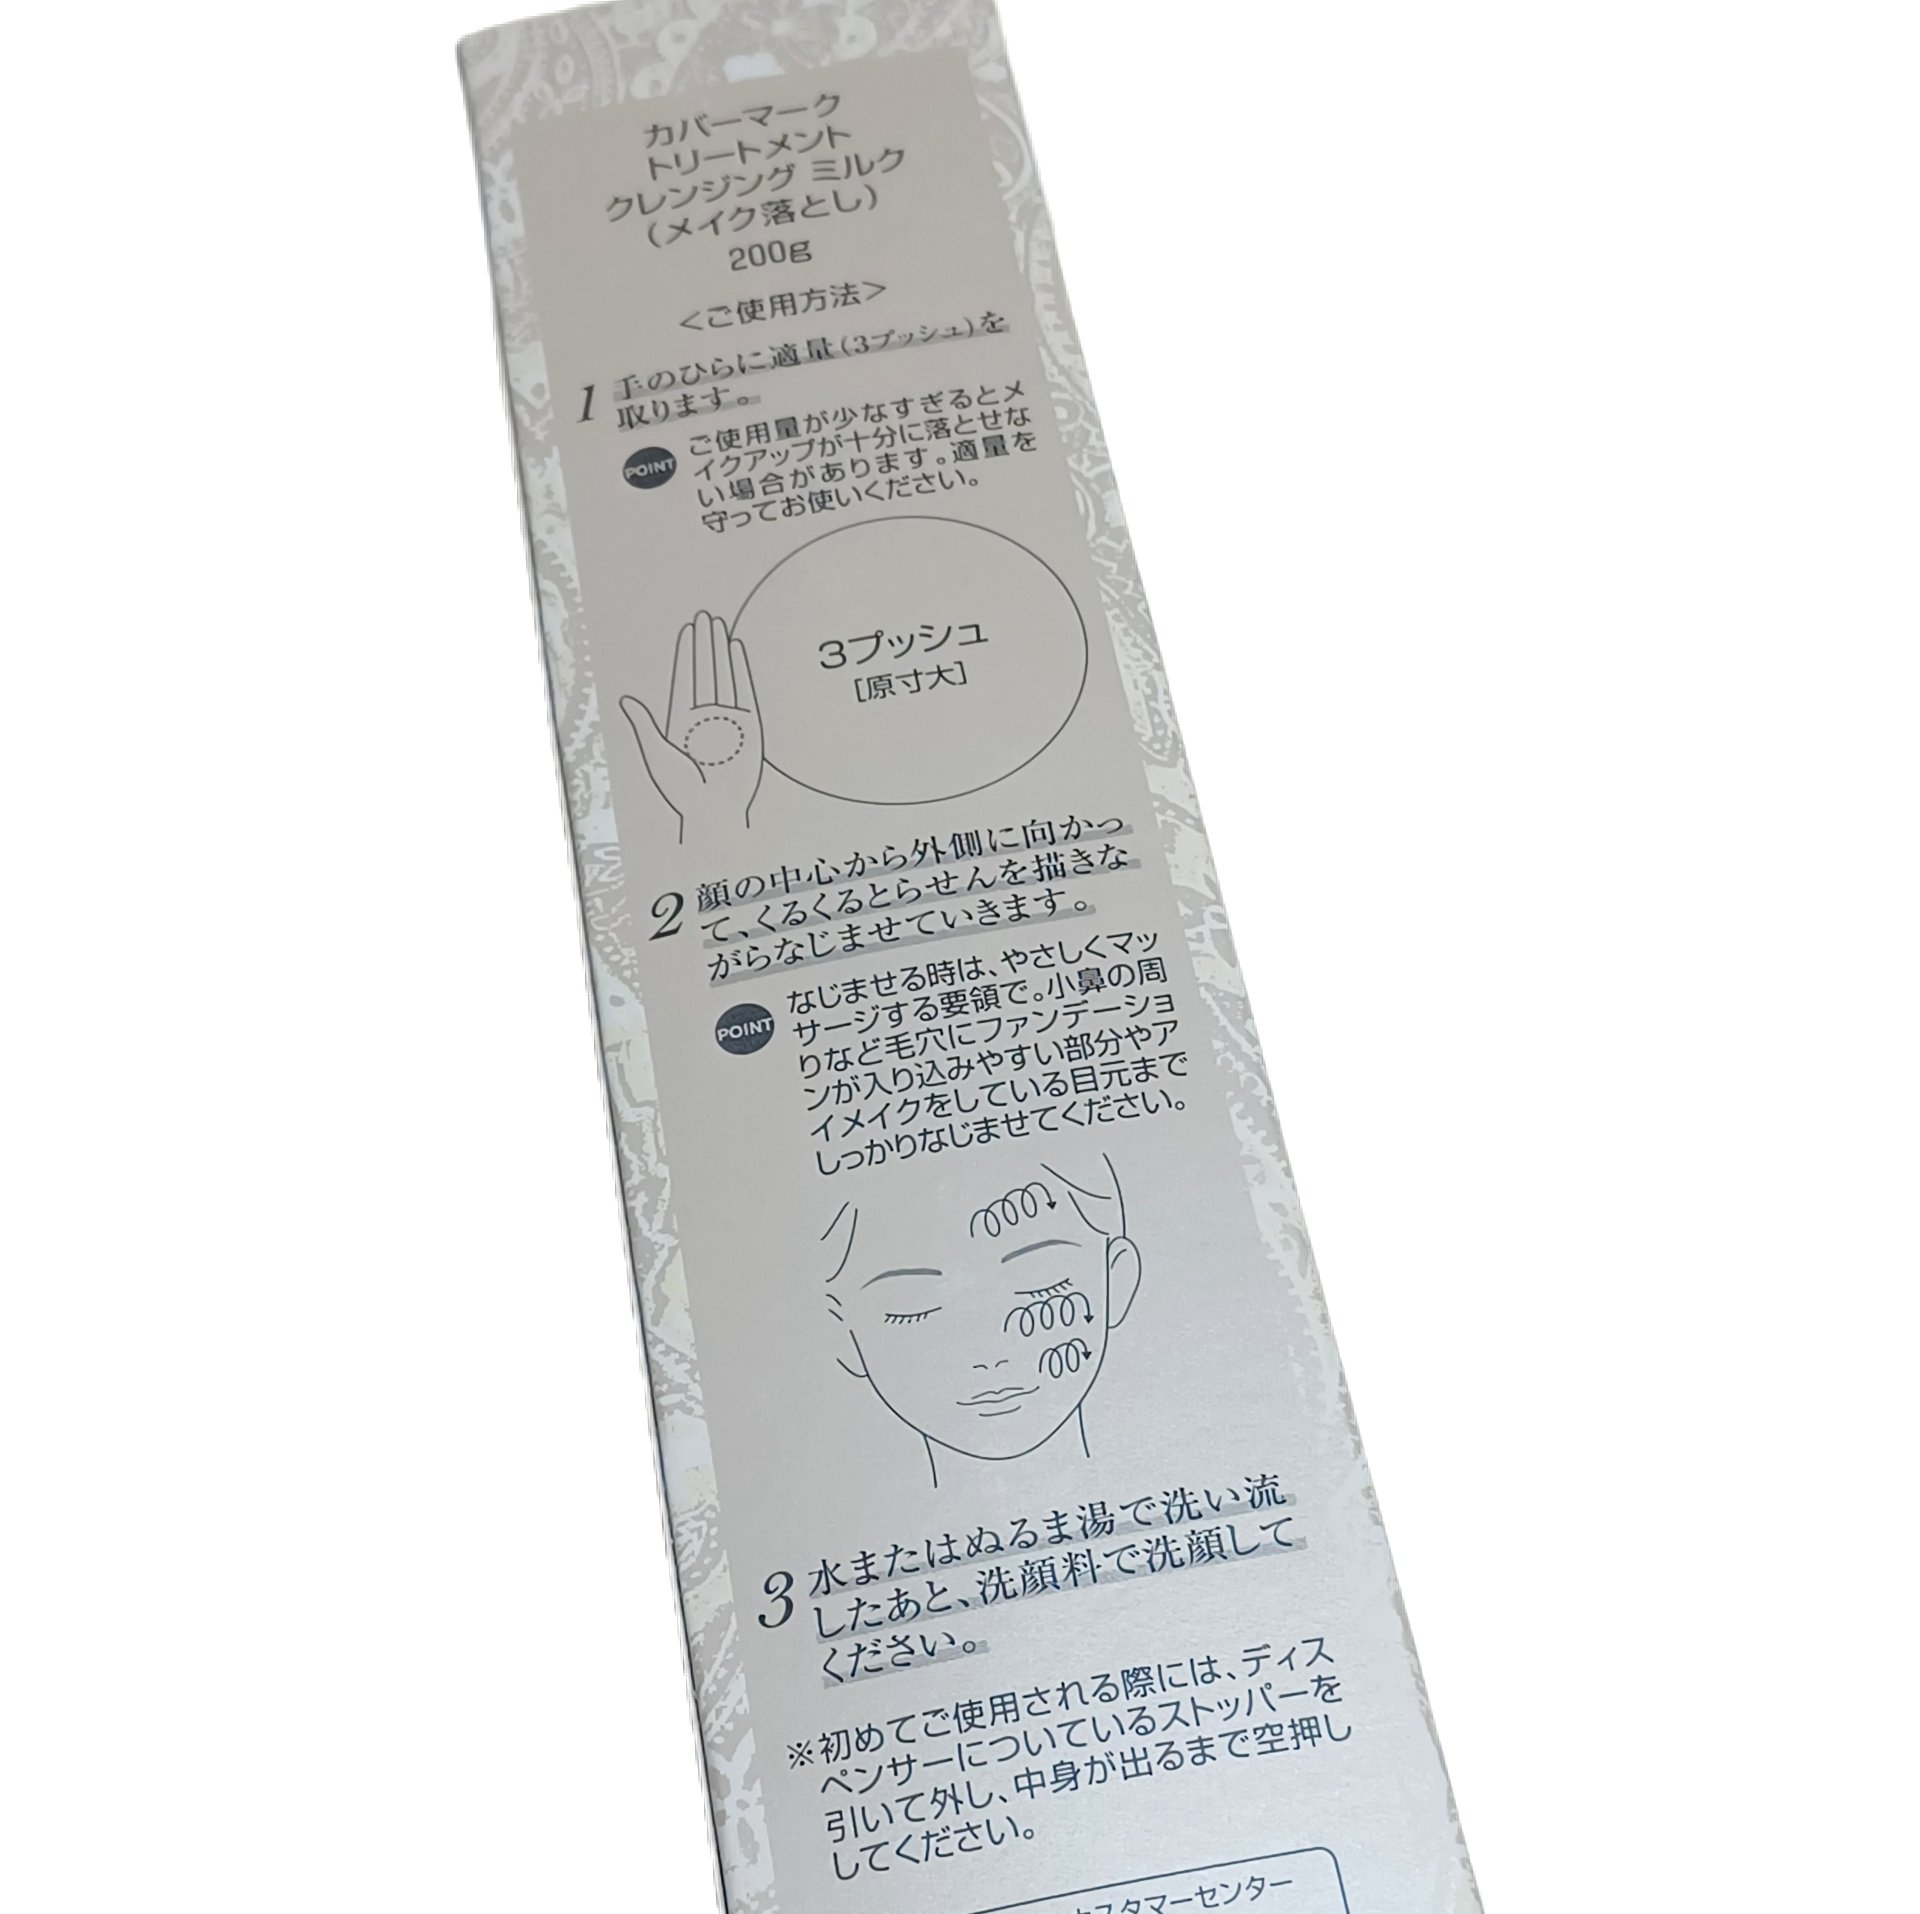 カバーマーク
トリートメント
クレンジング ミルク
（メイク落とし）
200g
＜ご使用方法＞
1 手のひらに適量（3プッシュ）を
取ります。
POINT
ご使用量が少なすぎるとメ
イクアップが十分に落とせな
い場合があります。適量を
守ってお使いください。
3プッシュ
［原寸大］
2 顔の中心から外側に向かっ
て、くるくるとらせんを描きな
がらなじませていきます。
POINT
なじませる時は、やさしくマッ
サージする要領で。小鼻の周
りなど毛穴にファンデーショ
ンが入り込みやすい部分やア
イメイクをしている目元まで
しっかりなじませてください。
3 水またはぬるま湯で洗い流
したあと、洗顔料で洗顔して
ください。
※初めてご使用される際には、ディス
ペンサーについているストッパーを
引いて外し、中身が出るまで空押し
してください。
カスタマーセンター